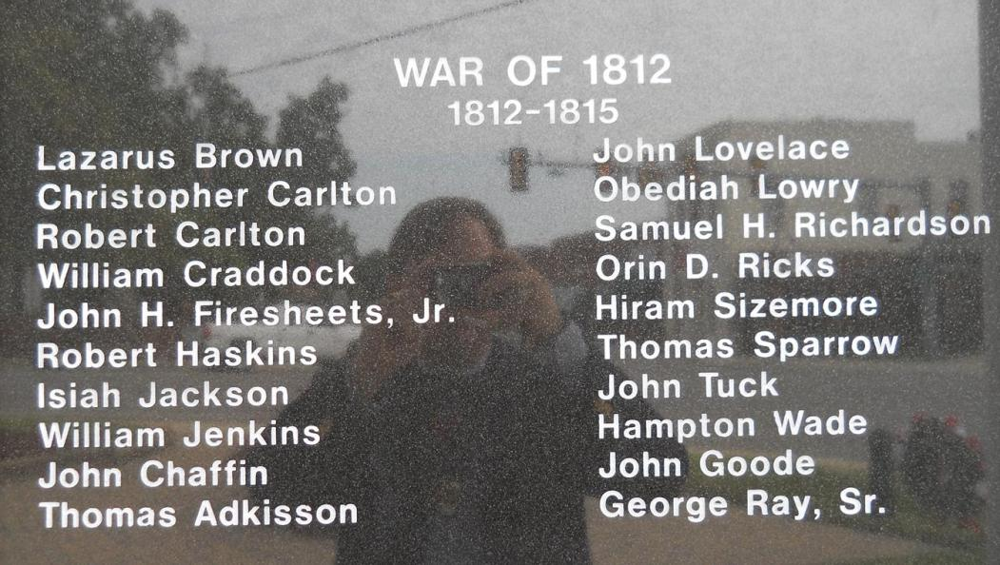 WAR OF 1812
1812-1815
Lazarus Brown
Christopher Carlton
Robert Carlton
William Craddock
John H. Firesheets, Jr.
Robert Haskins
Isiah Jackson
William Jenkins
John Chaffin
Thomas Adkisson
John Lovelace
Obediah Lowry
Samuel H. Richardson
Orin D. Ricks
Hiram Sizemore
Thomas Sparrow
John Tuck
Hampton Wade
John Goode
George Ray, Sr.